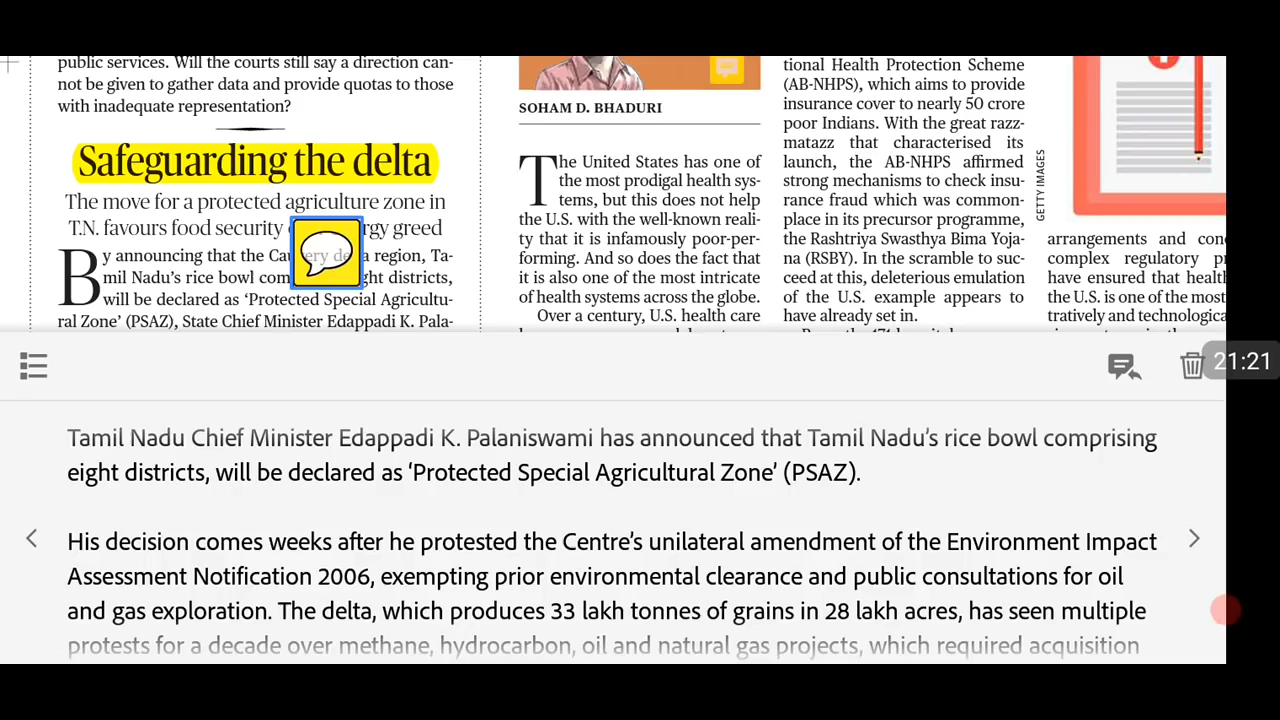 public services. Will the courts still say a direction can-
not be given to gather data and provide quotas to those
with inadequate representation?
Safeguarding the delta
The move for a protected agriculture zone in
T.N. favours food security rgy greed
By announcing that the Cauvery delta region, Ta-
mil Nadu's rice bowl com ght districts,
will be declared as 'Protected Special Agricultu-
ral Zone' (PSAZ), State Chief Minister Edappadi K. Pala-
SOHAM D. BHADURI
The United States has one of
the most prodigal health sys-
tems, but this does not help
the U.S. with the well-known reali-
ty that it is infamously poor-per-
forming. And so does the fact that
it is also one of the most intricate
of health systems across the globe.
Over a century, U.S. health care
tional Health Protection Scheme
(AB-NHPS), which aims to provide
insurance cover to nearly 50 crore
poor Indians. With the great razz-
matazz that characterised its
launch, the AB-NHPS affirmed
strong mechanisms to check insu-
rance fraud which was common-
place in its precursor programme,
the Rashtriya Swasthya Bima Yoja-
na (RSBY). In the scramble to suc-
ceed at this, deleterious emulation
of the U.S. example appears to
have already set in.
GETTY IMAGES
arrangements and con
complex regulatory pr
have ensured that healt
the U.S. is one of the most
tratively and technologica
21:21
Tamil Nadu Chief Minister Edappadi K. Palaniswami has announced that Tamil Nadu's rice bowl comprising
eight districts, will be declared as 'Protected Special Agricultural Zone' (PSAZ).
His decision comes weeks after he protested the Centre's unilateral amendment of the Environment Impact
Assessment Notification 2006, exempting prior environmental clearance and public consultations for oil
and gas exploration. The delta, which produces 33 lakh tonnes of grains in 28 lakh acres, has seen multiple
protests for a decade over methane, hydrocarbon, oil and natural gas projects, which required acquisition